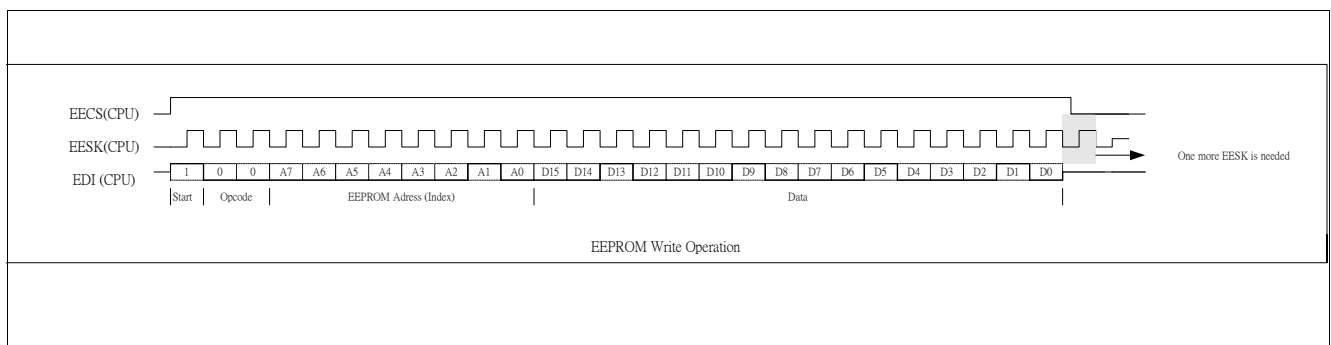 EECS(CPU)
EESK(CPU)
One more EESK is needed
EDI (CPU) 1 0 0 A7 A6 A5 A4 A3 A2 A1 A0 D15 D14 D13 D12 D11 D10 D9 D8 D7 D6 D5 D4 D3 D2 D1 D0
Start Opcode EEPROM Adress (Index) Data
EEPROM Write Operation